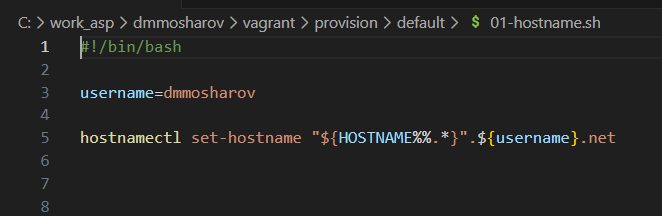 C: > work_asp > dmmosharov > vagrant > provision > default > $ 01-hostname.sh
1 #!/bin/bash
2
3 username=dmmosharov
4
5 hostnamectl set-hostname "${HOSTNAME%%.*}".${username}.net
6
7
8